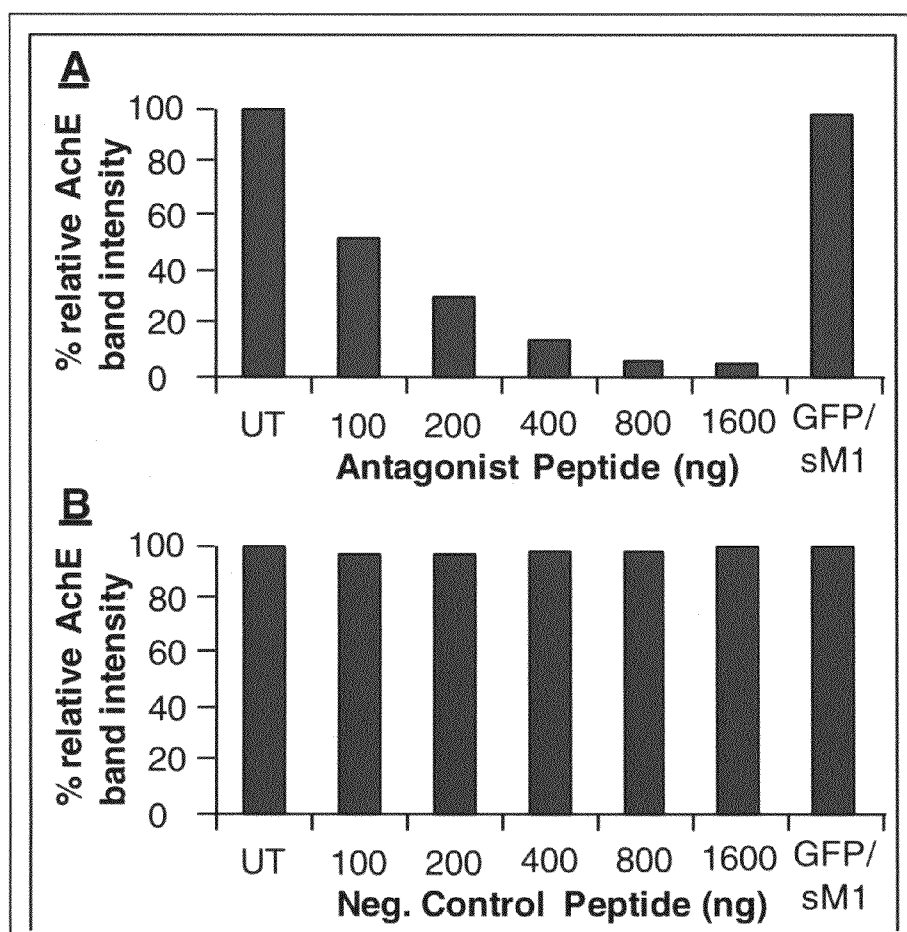 A
% relative AchE
band intensity
100
80
60
40
20
0
UT
100
200
400
800
1600
GFP/
sM1
Antagonist Peptide (ng)
B
% relative AchE
band intensity
100
80
60
40
20
0
UT
100
200
400
800
1600
GFP/
sM1
Neg. Control Peptide (ng)